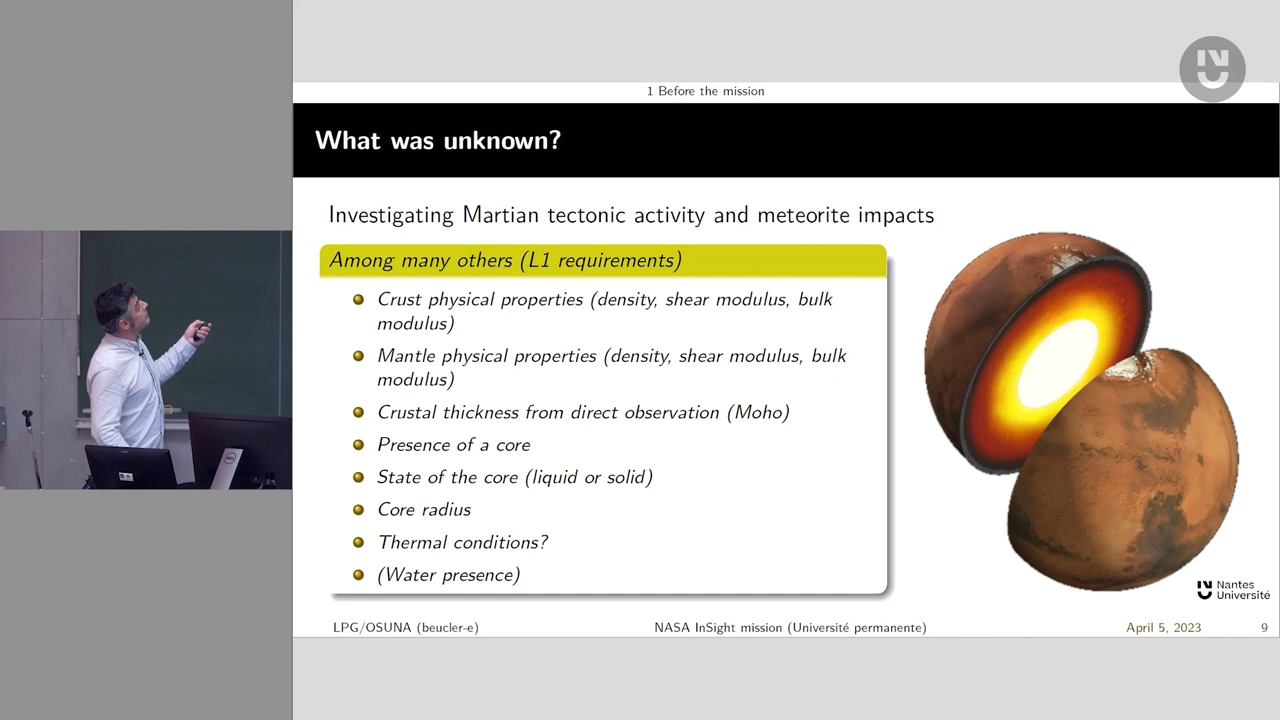 1 Before the mission
What was unknown?
Investigating Martian tectonic activity and meteorite impacts
Among many others (L1 requirements)
Crust physical properties (density, shear modulus, bulk
modulus)
Mantle physical properties (density, shear modulus, bulk
modulus)
Crustal thickness from direct observation (Moho)
Presence of a core
State of the core (liquid or solid)
Core radius
Thermal conditions?
(Water presence)
Nantes
Université
LPG/OSUNA (beucler-e)
NASA InSight mission (Université permanente)
April 5, 2023
9
DELL